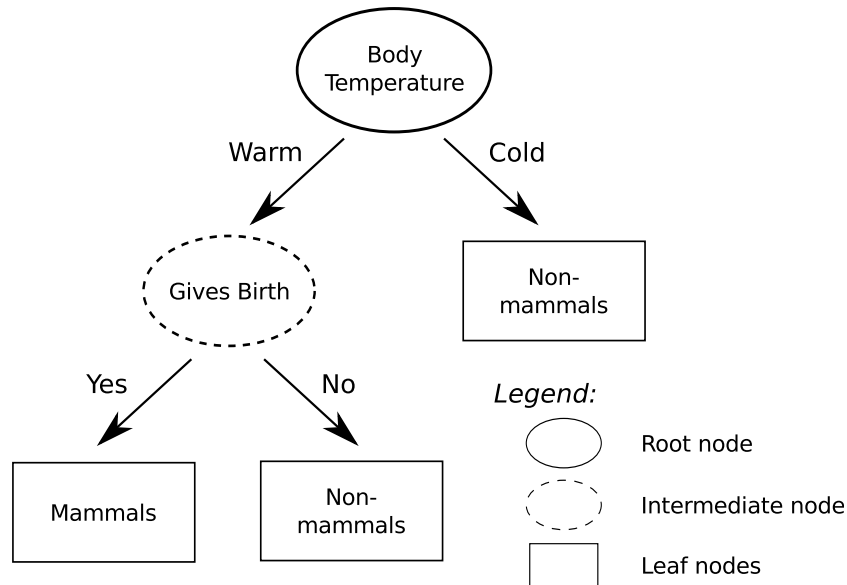 Body
Temperature
Warm
Cold
Gives Birth
Non-
mammals
Yes
No
Mammals
Non-
mammals
Legend:
Root node
Intermediate node
Leaf nodes